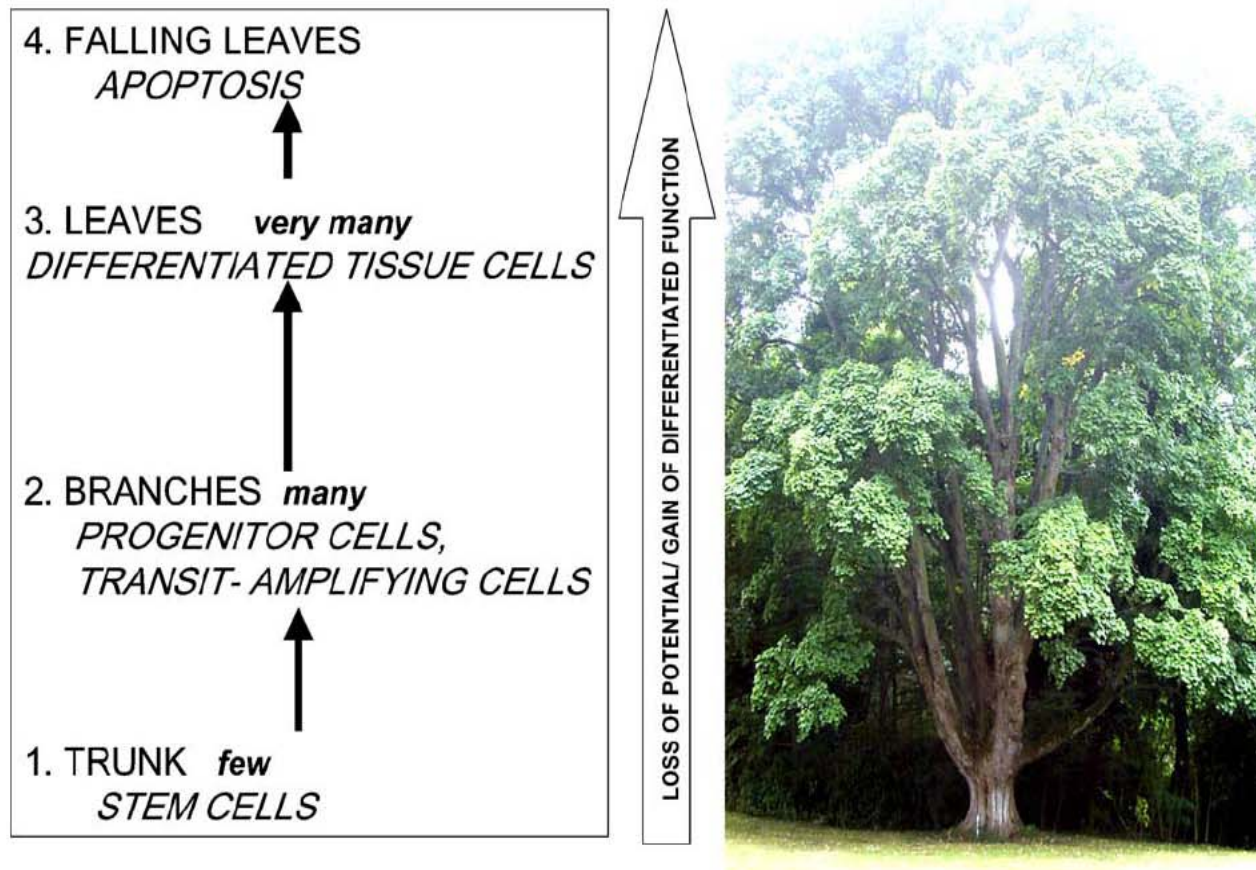 4. FALLING LEAVES
APOPTOSIS
3. LEAVES very many
DIFFERENTIATED TISSUE CELLS
2. BRANCHES many
PROGENITOR CELLS,
TRANSIT- AMPLIFYING CELLS
1. TRUNK few
STEM CELLS
LOSS OF POTENTIAL/ GAIN OF DIFFERENTIATED FUNCTION